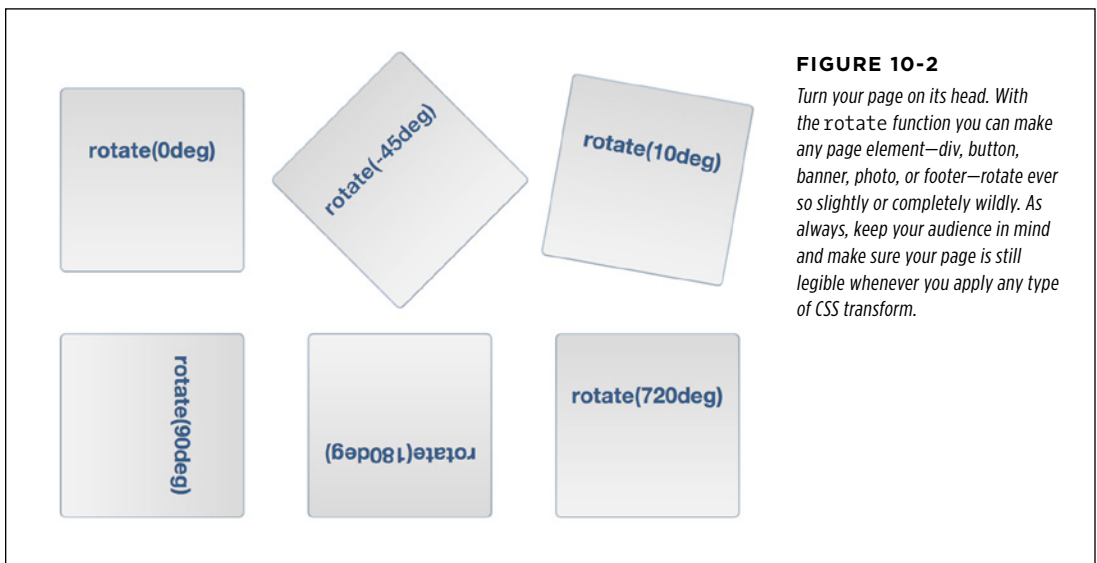 rotate(0deg)
rotate(-45deg)
rotate(10deg)
rotate(90deg)
rotate(180deg)
rotate(720deg)
FIGURE 10-2
Turn your page on its head. With
the rotate function you can make
any page element—div, button,
banner, photo, or footer—rotate ever
so slightly or completely wildly. As
always, keep your audience in mind
and make sure your page is still
legible whenever you apply any type
of CSS transform.